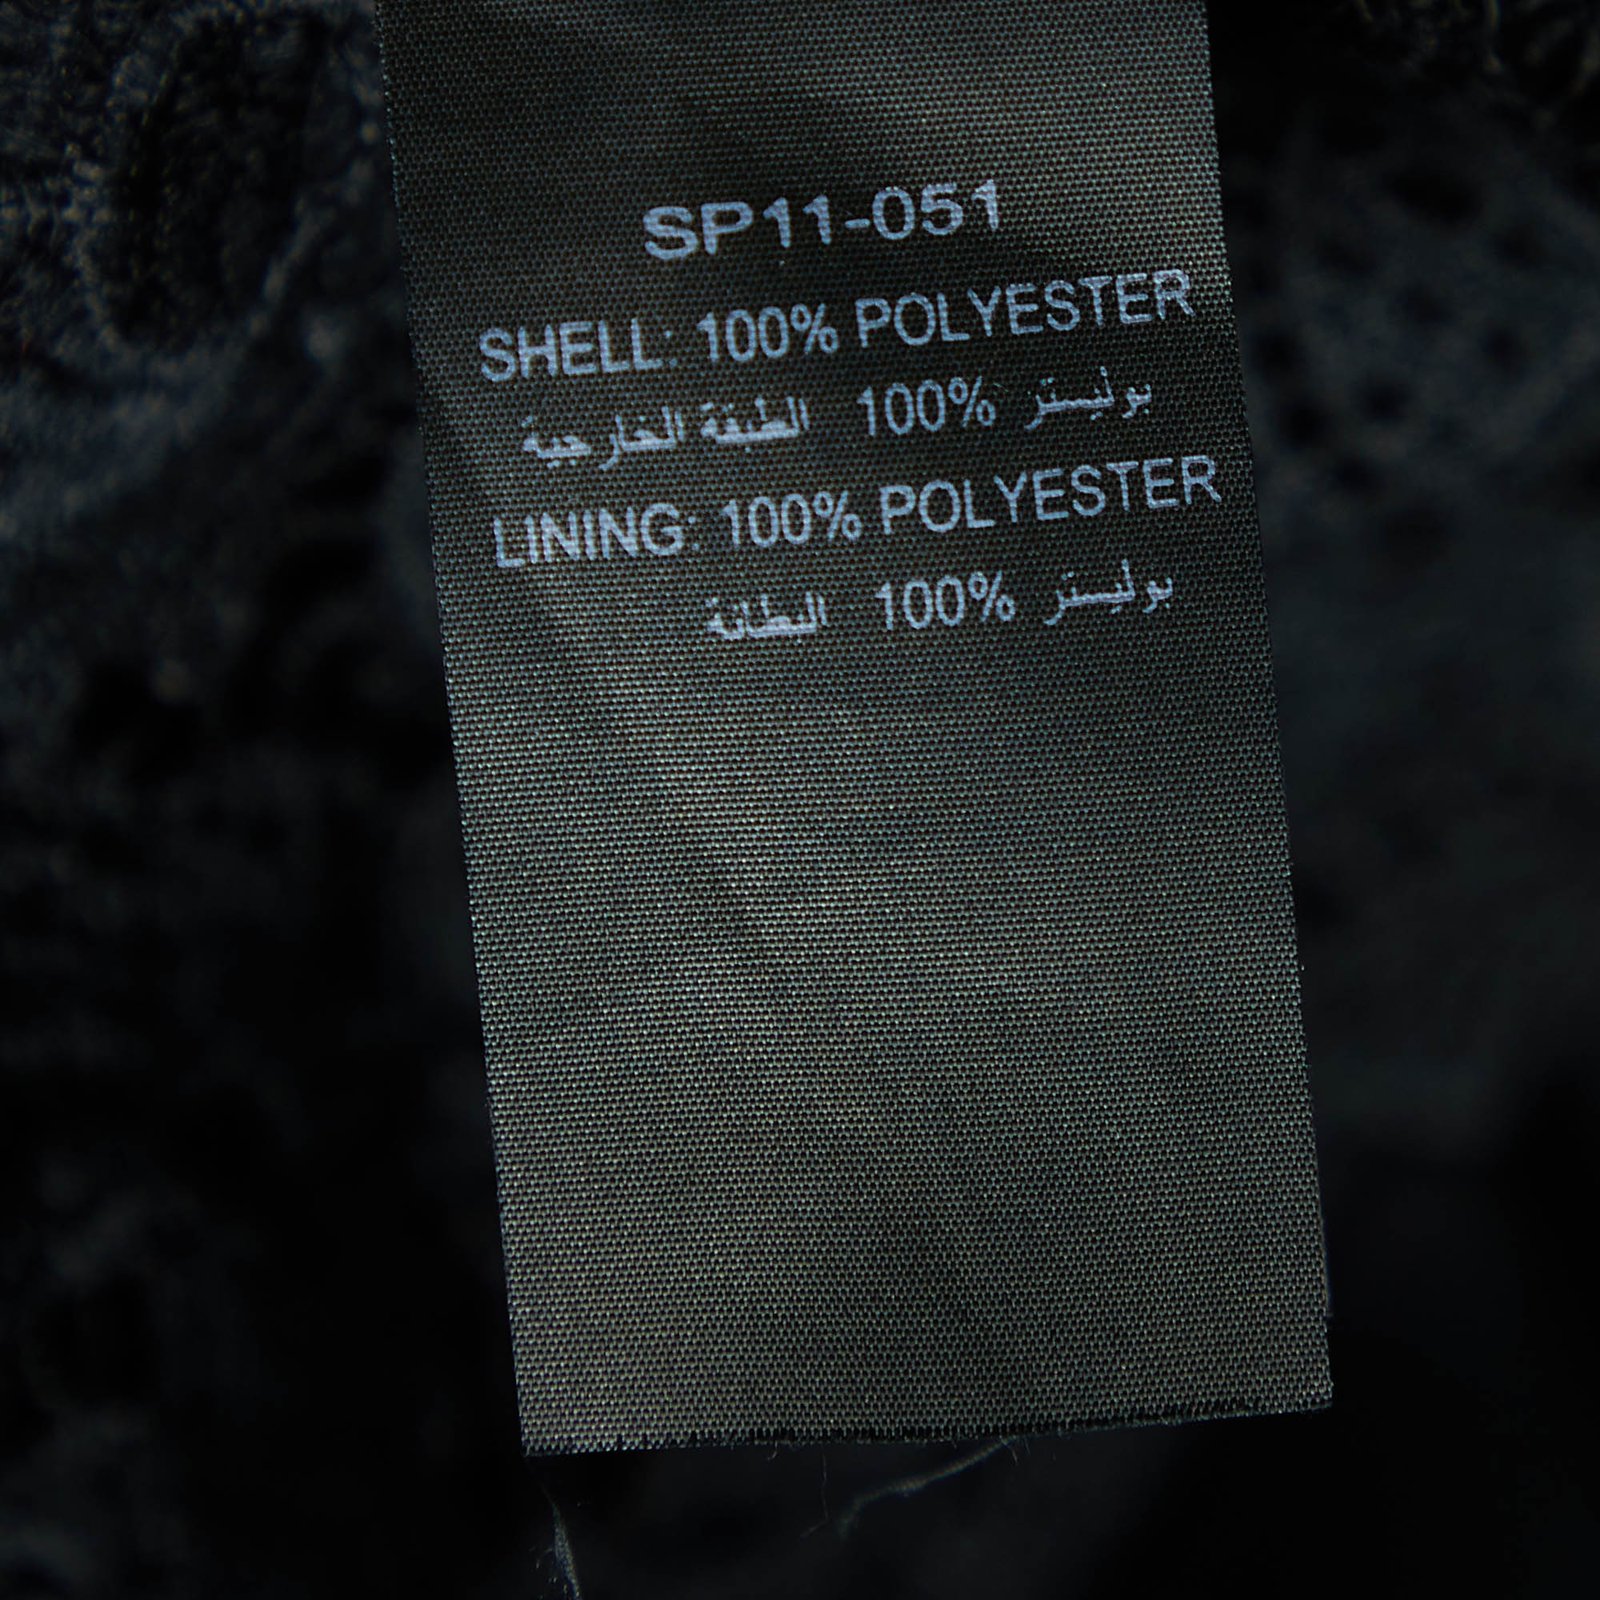 SP11-051
SHELL: 100% POLYESTER
الطبقة الخارجية 100% بوليستر
LINING: 100% POLYESTER
البطانة 100% بوليستر